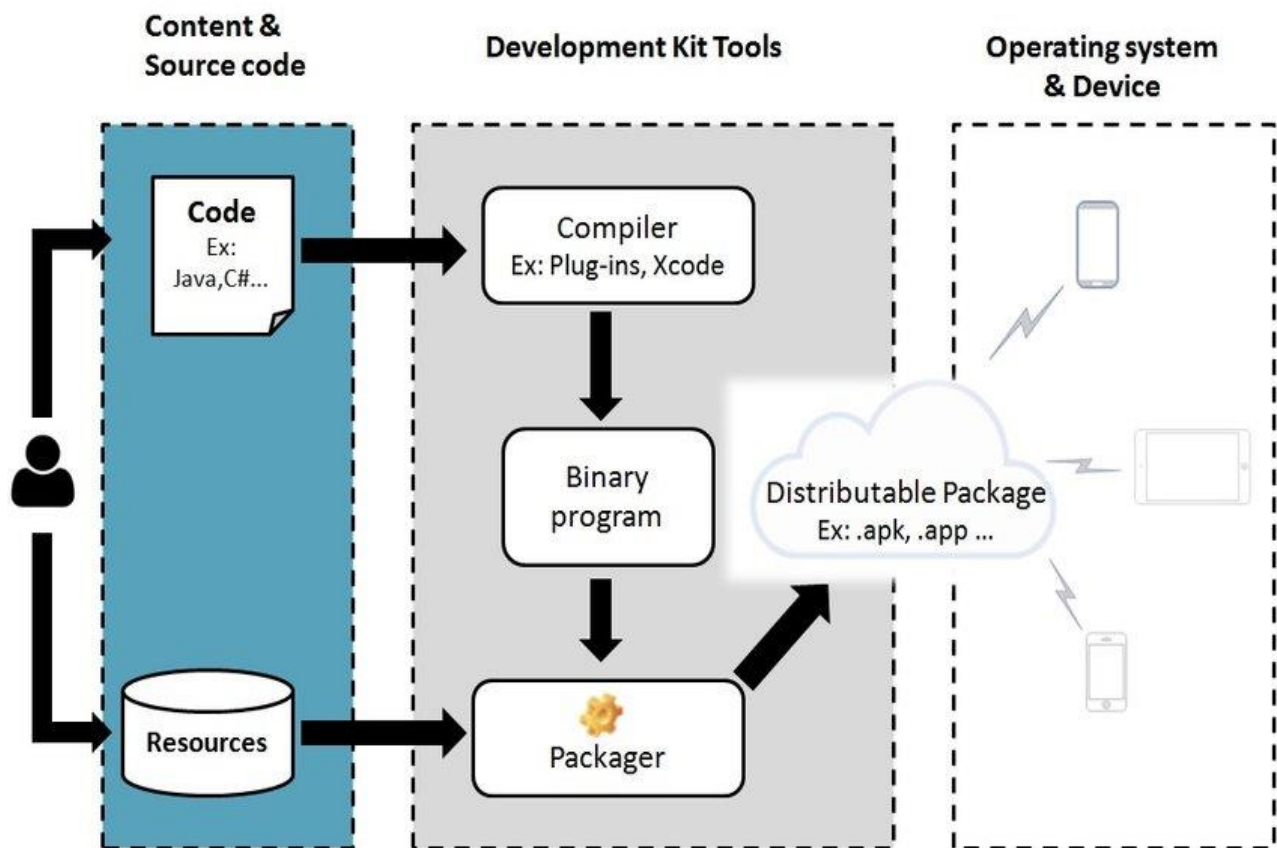 Content &
Source code
Development Kit Tools
Operating system
& Device
Code
Ex:
Java,C#...
Compiler
Ex: Plug-ins, Xcode
Binary
program
Distributable Package
Ex: .apk, .app ...
Resources
Packager